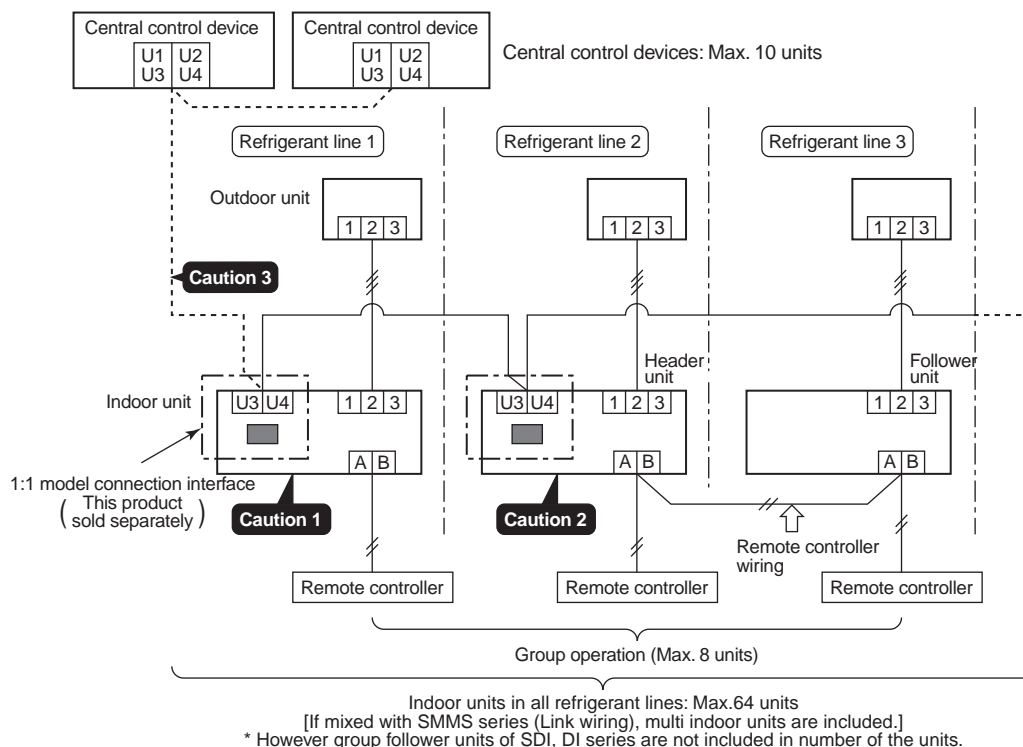 Central control device
U1 U2
U3 U4
Central control device
U1 U2
U3 U4
Central control devices: Max. 10 units
Refrigerant line 1
Refrigerant line 2
Refrigerant line 3
Outdoor unit
1 2 3
1 2 3
1 2 3
Caution 3
Header
unit
Follower
unit
Indoor unit
U3 U4
1 2 3
U3 U4
1 2 3
1 2 3
A B
A B
A B
1:1 model connection interface
( This product
sold separately )
Caution 1
Caution 2
Remote controller
wiring
Remote controller
Remote controller
Remote controller
Group operation (Max. 8 units)
Indoor units in all refrigerant lines: Max.64 units
[If mixed with SMMS series (Link wiring), multi indoor units are included.]
* However group follower units of SDI, DI series are not included in number of the units.